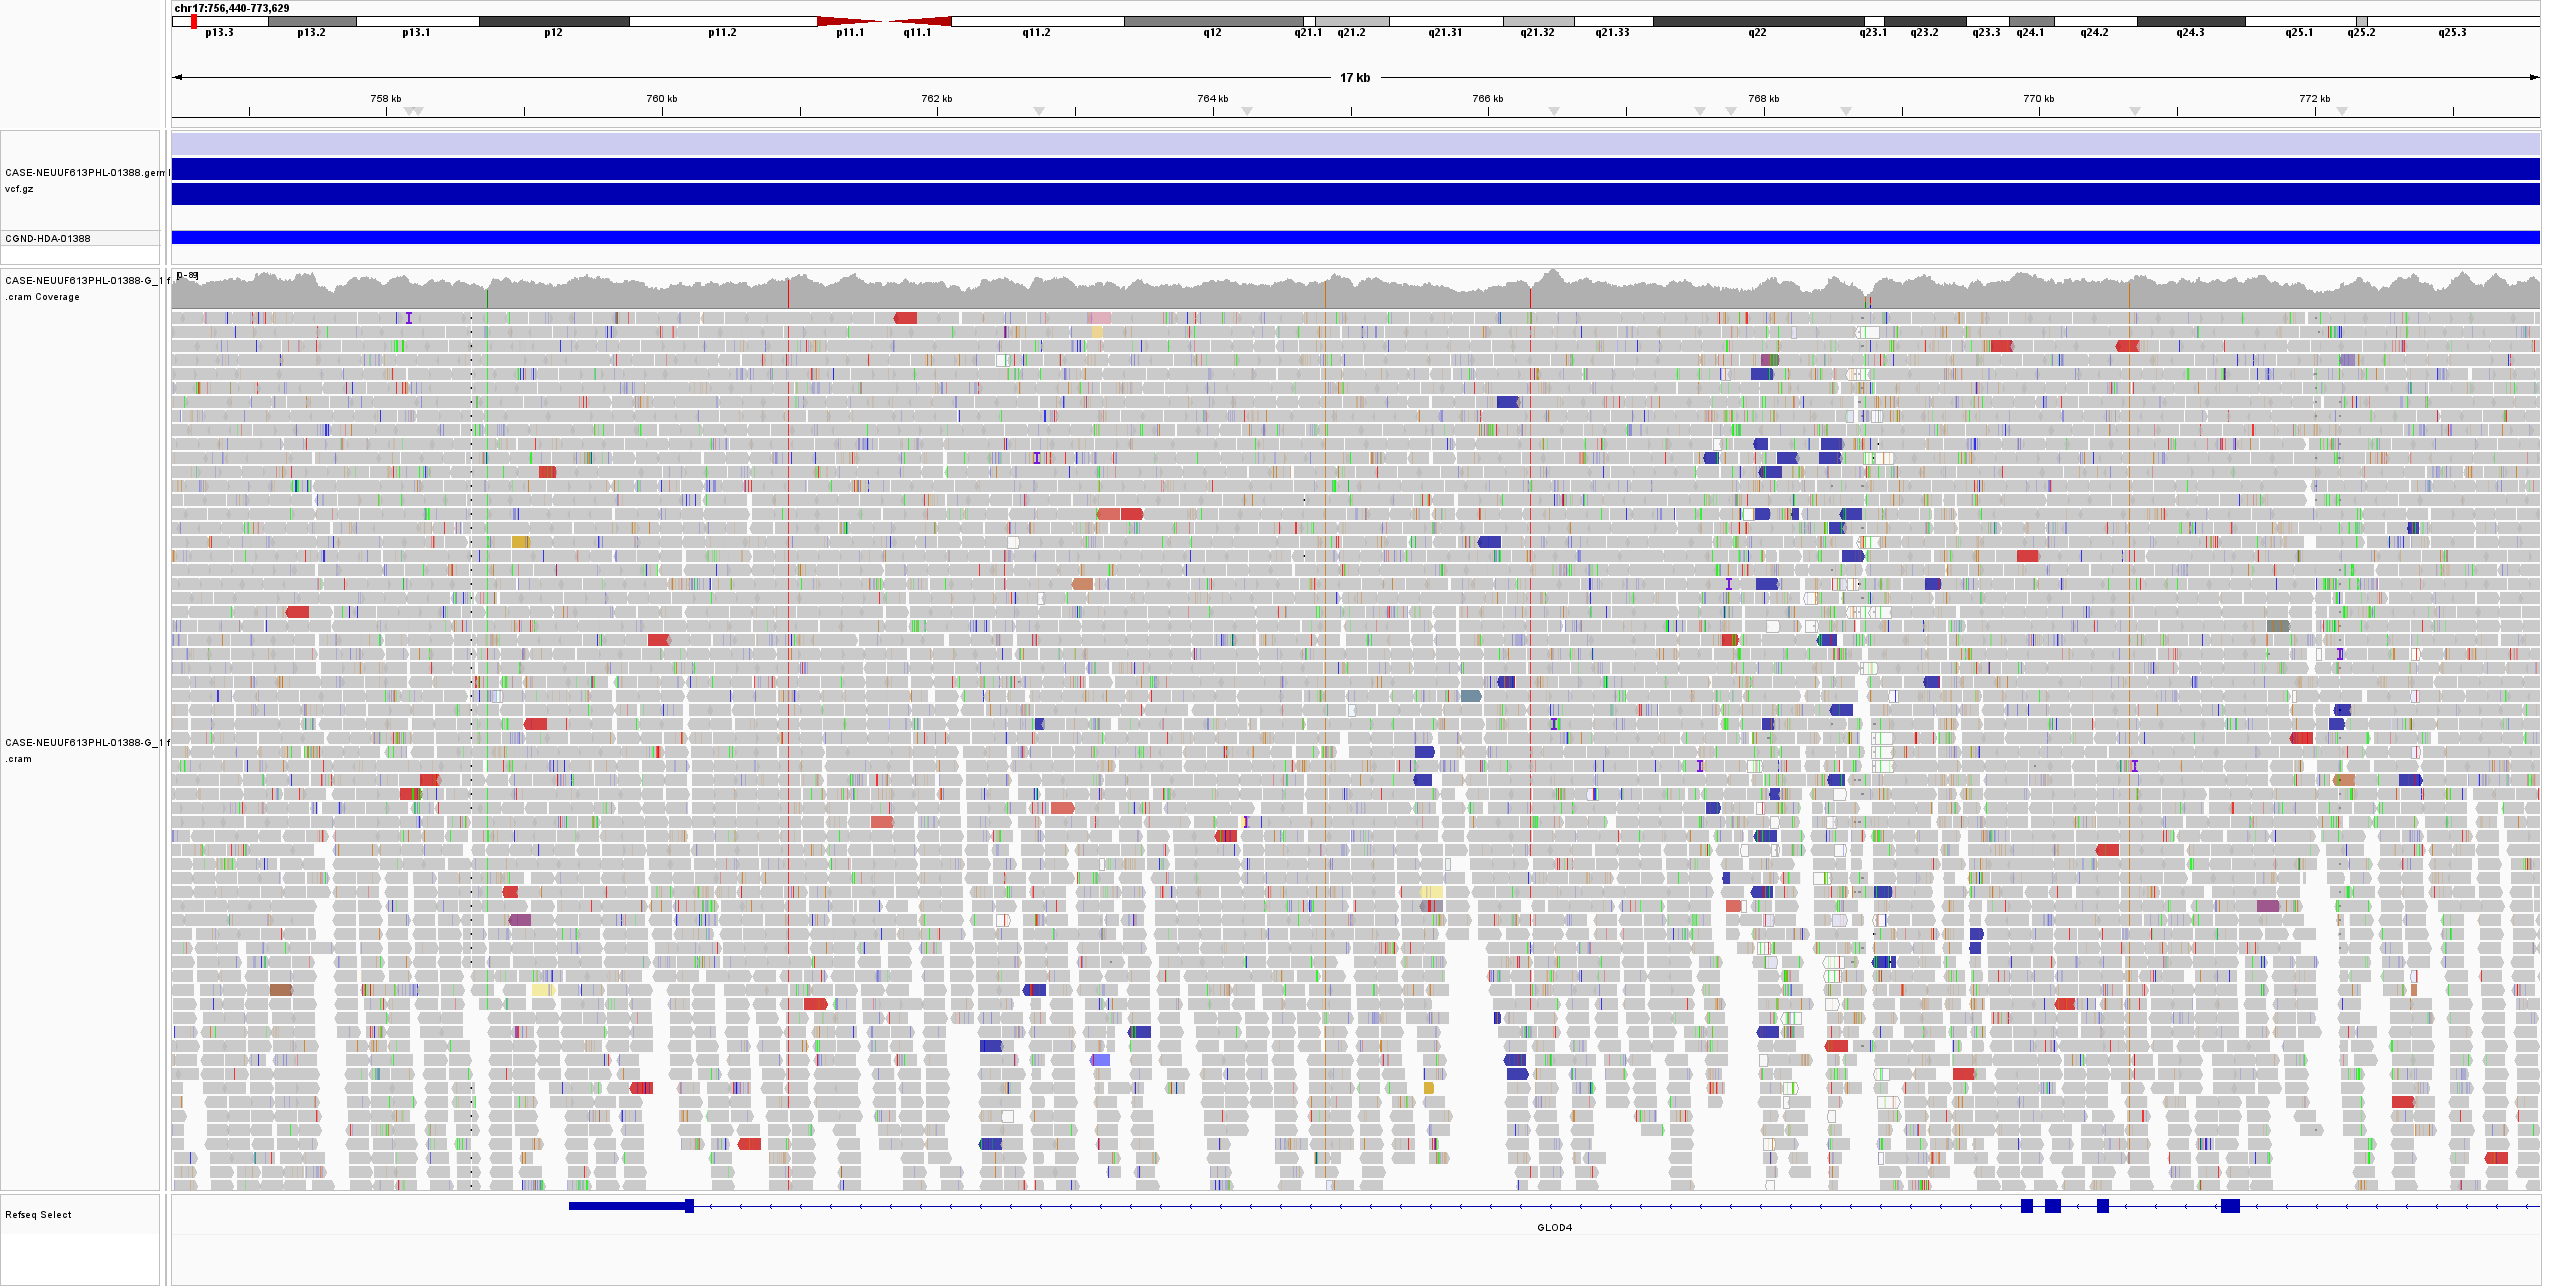 chr17:756,440-773,629
p13.3 p13.2 p13.1 p12 p11.2 p11.1 q11.1 q11.2 q12 q21.1 q21.2 q21.31 q21.32 q21.33 q22 q23.1 q23.2 q23.3 q24.1 q24.2 q24.3 q25.1 q25.2 q25.3
17 kb
758 kb 760 kb 762 kb 764 kb 766 kb 768 kb 770 kb 772 kb
CASE-NEUUF613PHL-01388.germl
vcf.gz
CGND-HDA-01388
CASE-NEUUF613PHL-01388-G_1 f
.cram Coverage
CASE-NEUUF613PHL-01388-G_1 f
.cram
Refseq Select
GLOD4